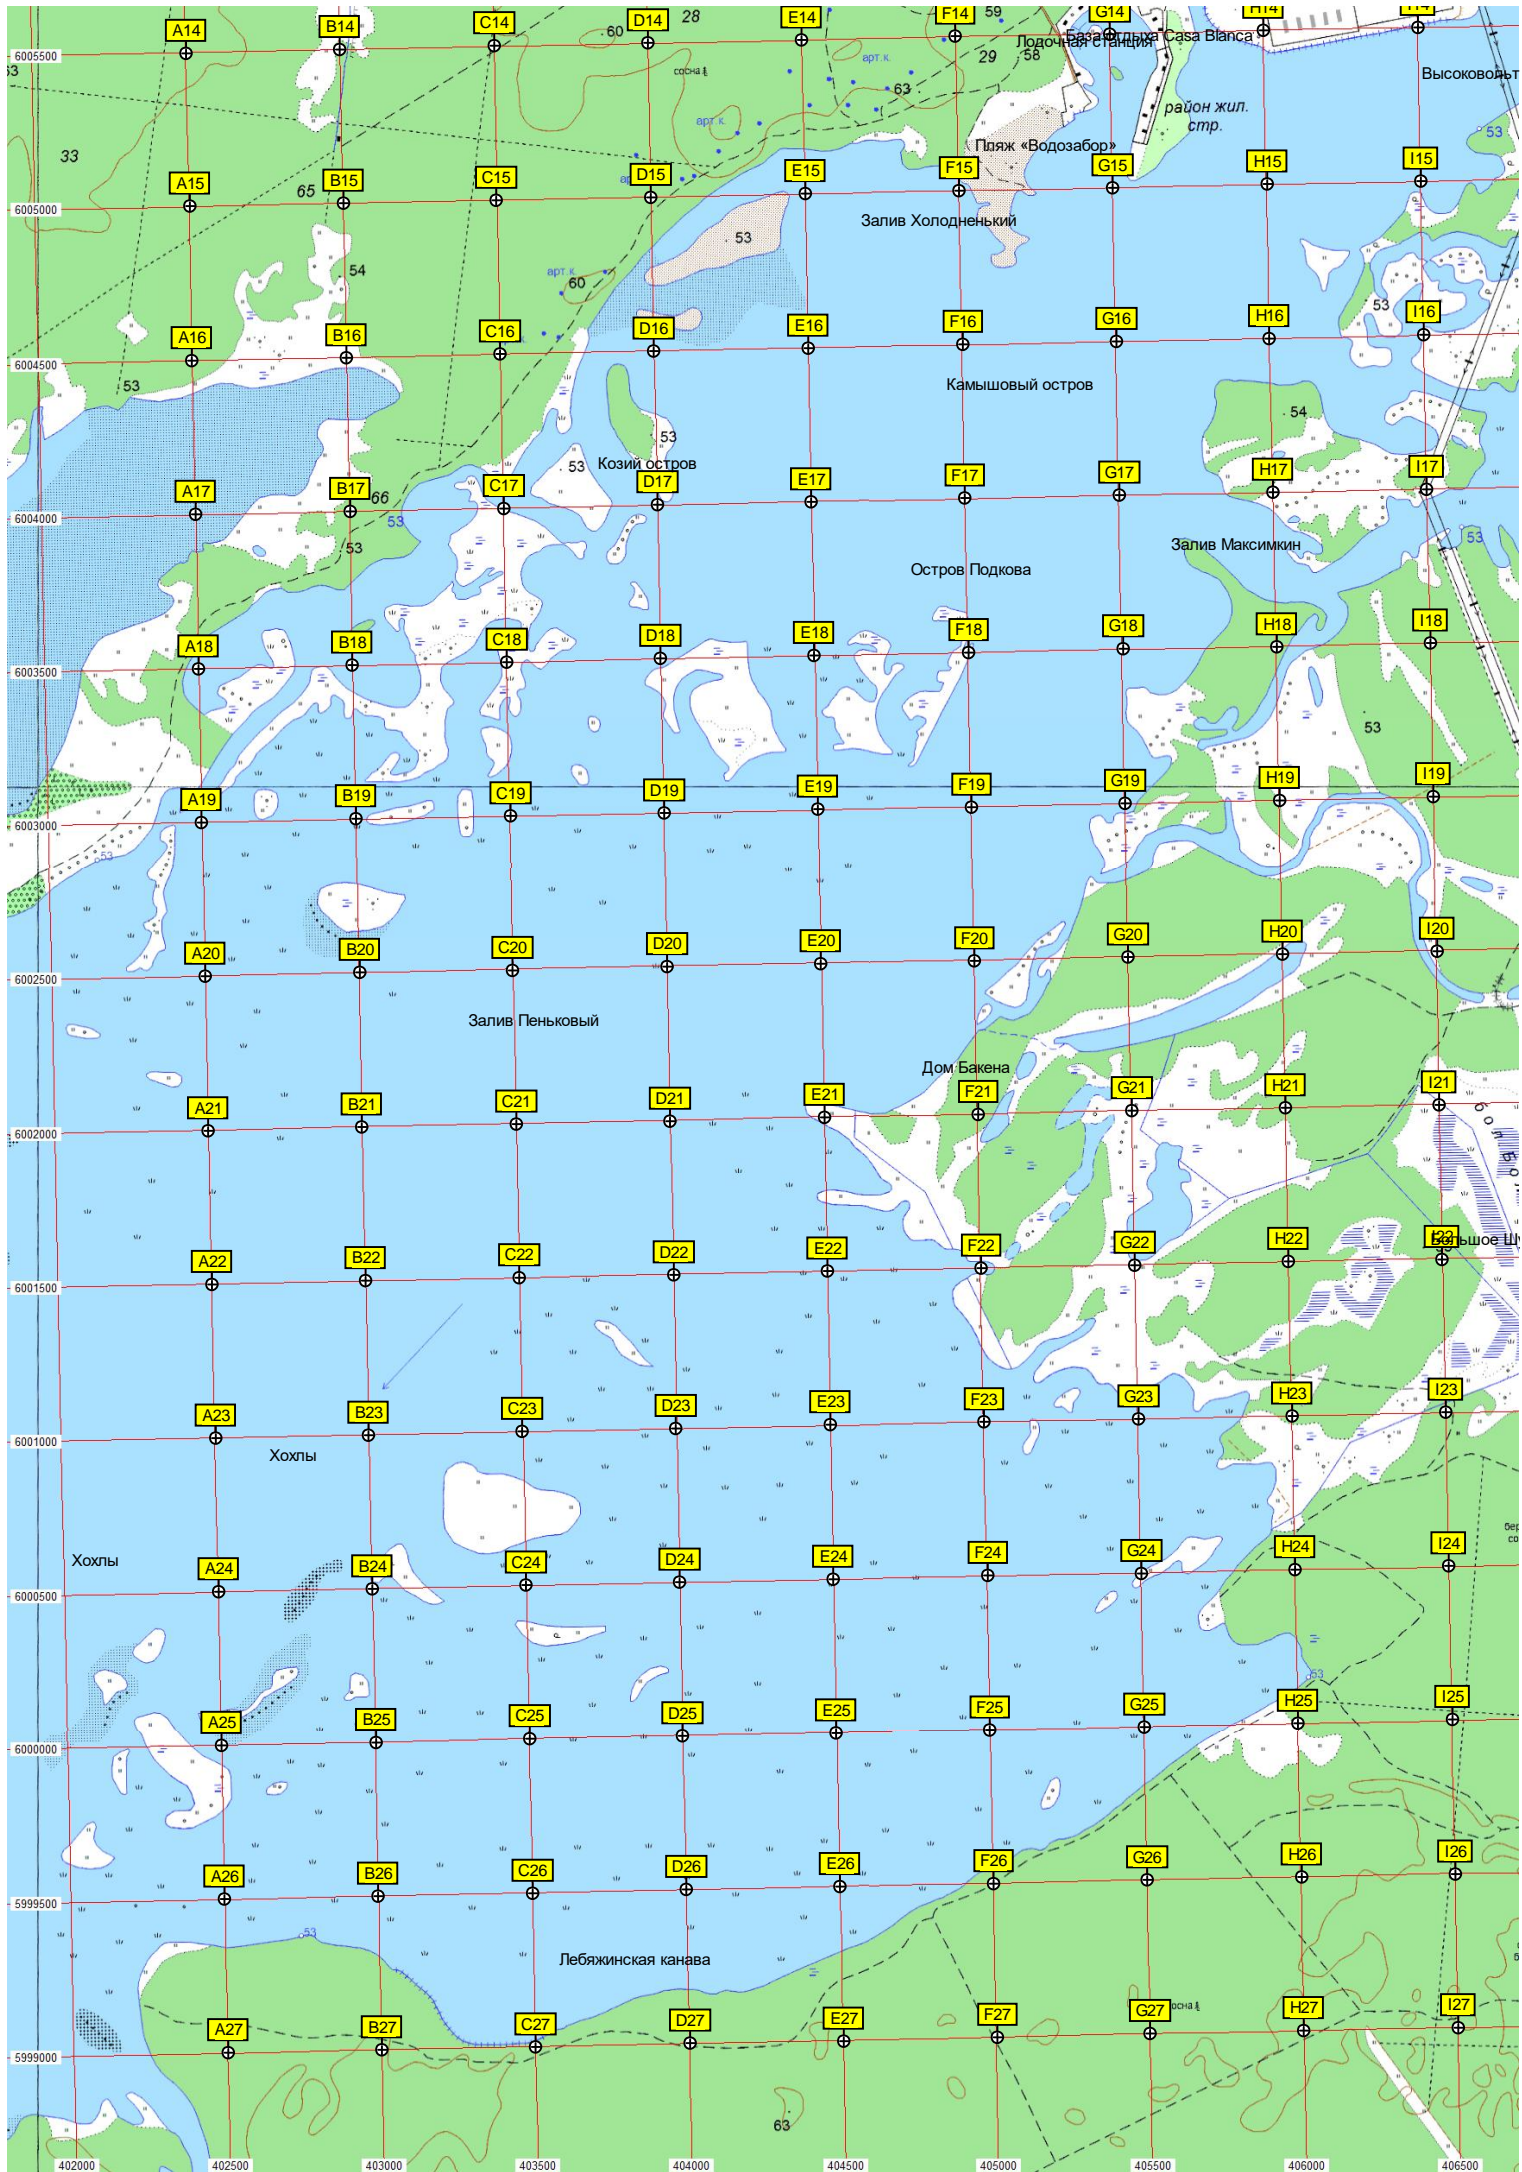 A14 B14 C14 D14 E14 F14 G14 H14 I14
28
60
59
29
58
Лодочная станция
База отдыха Casa Blanca
6005500
53
сосна
арт.к.
63
Высоковольт
район жил.
стр.
арт.к.
53
33
Пляж «Водозабор»
A15 B15 C15 D15 E15 F15 G15 H15 I15
65
6005000
Залив Холодненький
53
54
арт.к.
60
53
A16 B16 C16 D16 E16 F16 G16 H16 I16
6004500
53
Камышовый остров
54
53
Козий остров
53
A17 B17 C17 D17 E17 F17 G17 H17 I17
66
6004000
53
53
53
Залив Максимкин
Остров Подкова
A18 B18 C18 D18 E18 F18 G18 H18 I18
6003500
53
A19 B19 C19 D19 E19 F19 G19 H19 I19
6003000
53
A20 B20 C20 D20 E20 F20 G20 H20 I20
6002500
Залив Пеньковый
Дом Бакена
A21 B21 C21 D21 E21 F21 G21 H21 I21
6002000
A22 B22 C22 D22 E22 F22 G22 H22 I22
Большое Шу
6001500
A23 B23 C23 D23 E23 F23 G23 H23 I23
6001000
Хохлы
Хохлы
A24 B24 C24 D24 E24 F24 G24 H24 I24
6000500
53
A25 B25 C25 D25 E25 F25 G25 H25 I25
6000000
A26 B26 C26 D26 E26 F26 G26 H26 I26
5999500
53
Лебяжинская канава
A27 B27 C27 D27 E27 F27 G27 H27 I27
5999000
63
402000 402500 403000 403500 404000 404500 405000 405500 406000 406500